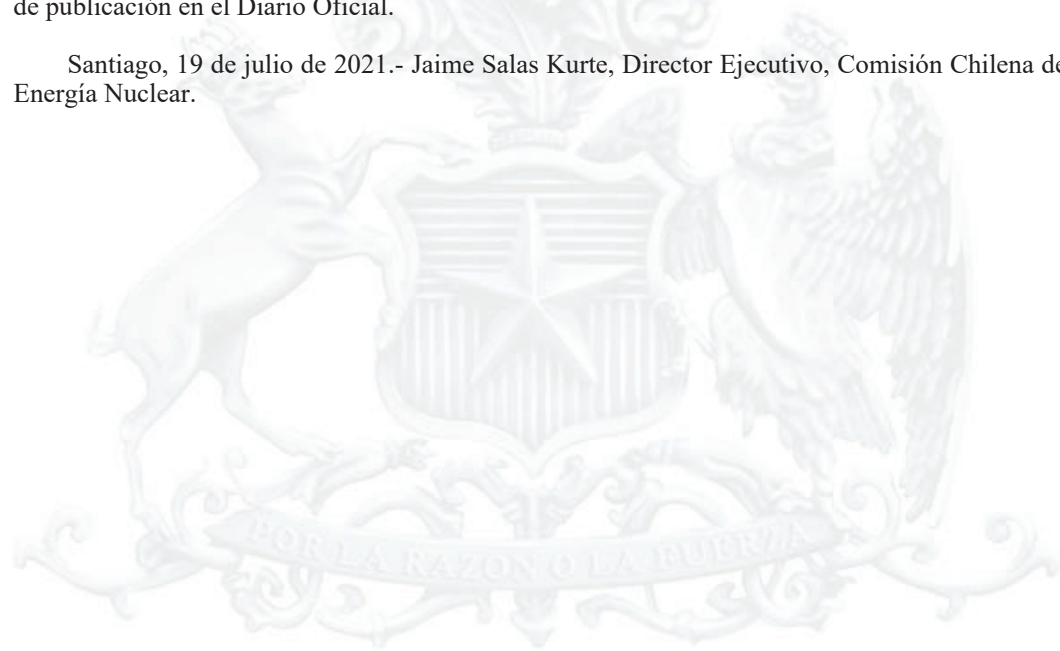 de publicación en el Diario Oficial.
Santiago, 19 de julio de 2021.- Jaime Salas Kurte, Director Ejecutivo, Comisión Chilena de
Energía Nuclear.
POR LA RAZON O LA FUERZA